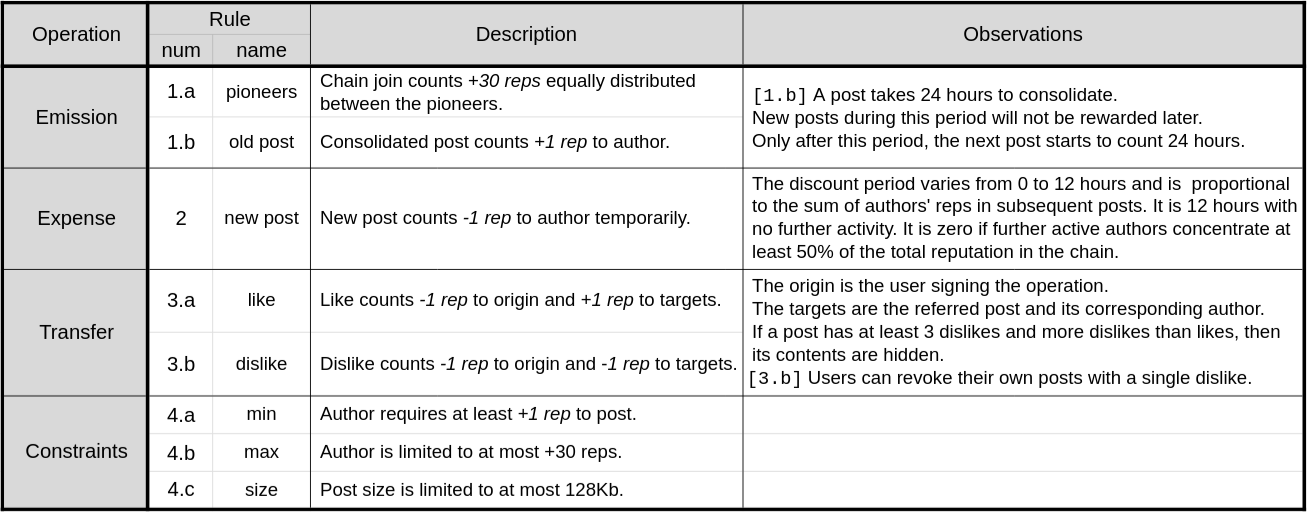 Operation
Rule
num
name
Description
Observations
Emission
1.a
pioneers
Chain join counts +30 reps equally distributed
between the pioneers.
1.b
old post
Consolidated post counts +1 rep to author.
[1.b] A post takes 24 hours to consolidate.
New posts during this period will not be rewarded later.
Only after this period, the next post starts to count 24 hours.
Expense
2
new post
New post counts -1 rep to author temporarily.
The discount period varies from 0 to 12 hours and is  proportional
to the sum of authors' reps in subsequent posts. It is 12 hours with
no further activity. It is zero if further active authors concentrate at
least 50% of the total reputation in the chain.
Transfer
3.a
like
Like counts -1 rep to origin and +1 rep to targets.
3.b
dislike
Dislike counts -1 rep to origin and -1 rep to targets.
The origin is the user signing the operation.
The targets are the referred post and its corresponding author.
If a post has at least 3 dislikes and more dislikes than likes, then
its contents are hidden.
[3.b] Users can revoke their own posts with a single dislike.
Constraints
4.a
min
Author requires at least +1 rep to post.
4.b
max
Author is limited to at most +30 reps.
4.c
size
Post size is limited to at most 128Kb.